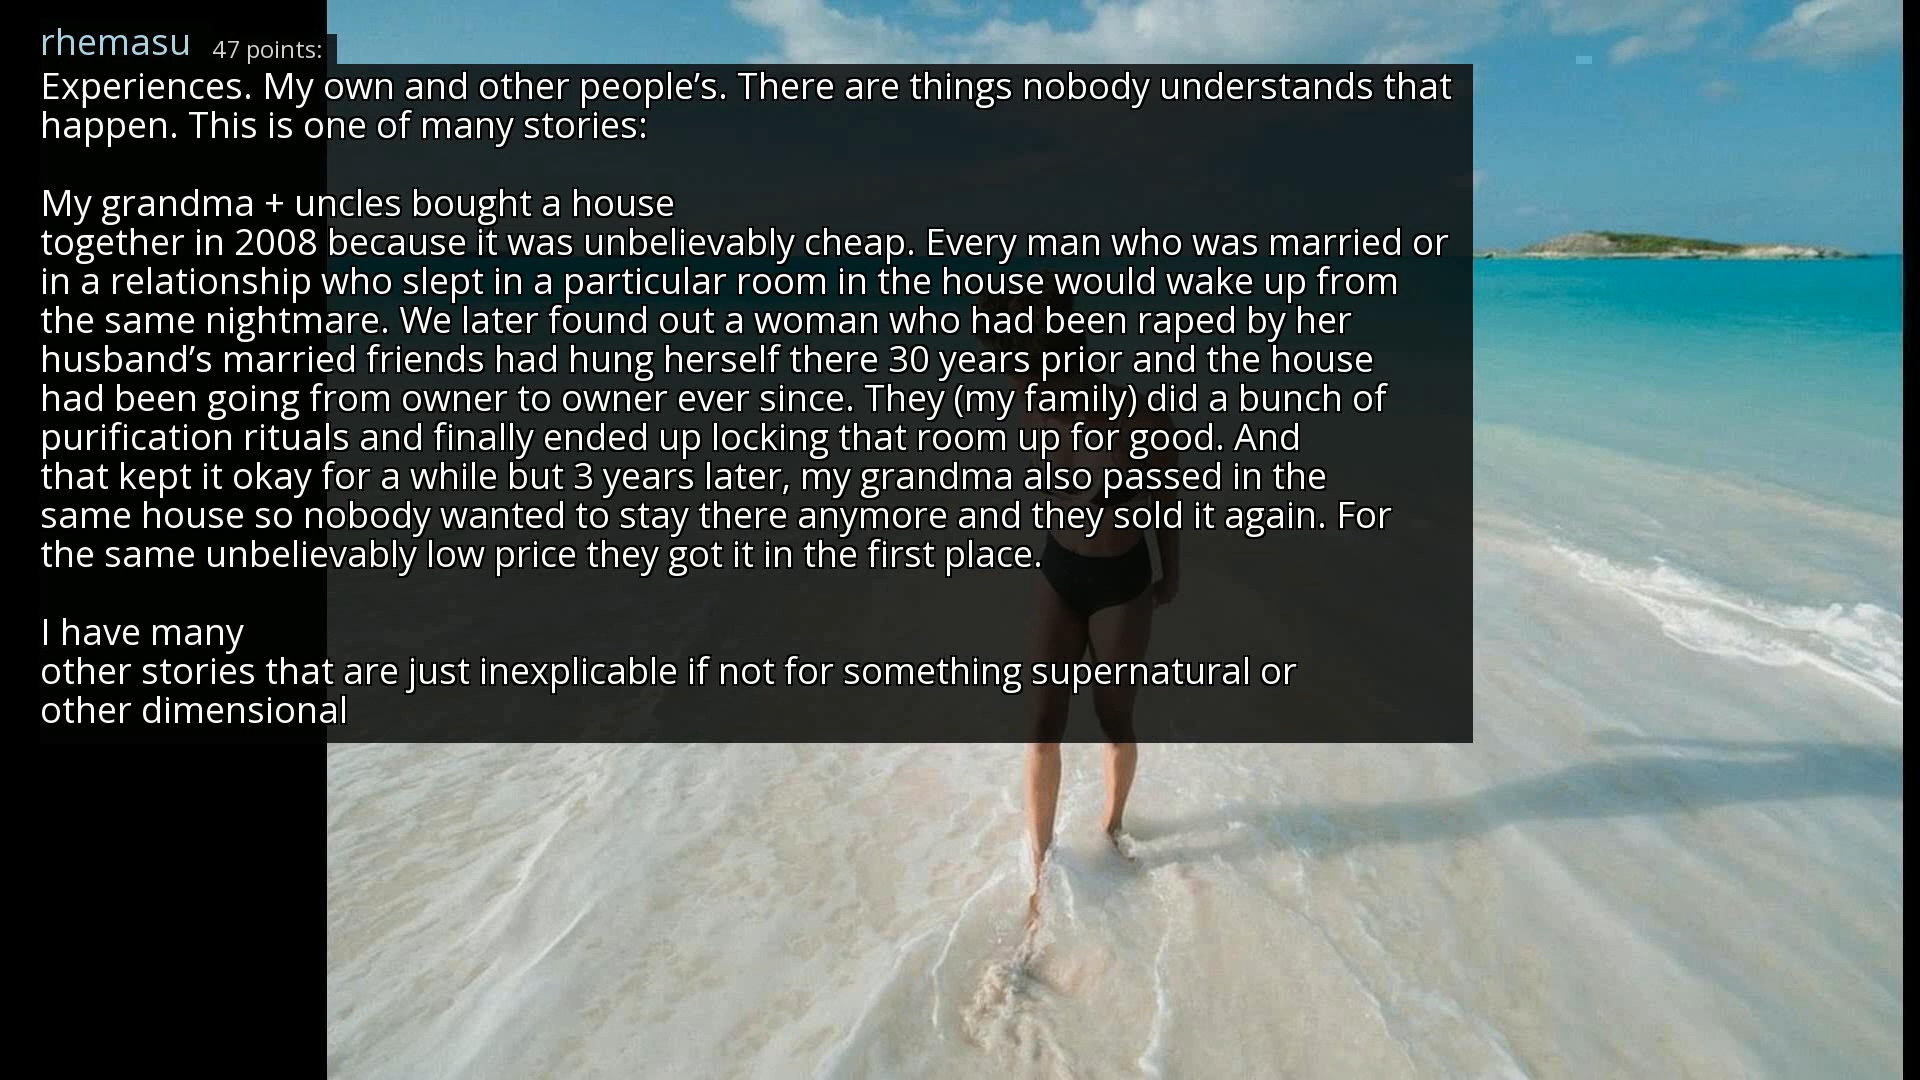 rhemasu 47 points:
Experiences. My own and other people’s. There are things nobody understands that
happen. This is one of many stories:
My grandma + uncles bought a house
together in 2008 because it was unbelievably cheap. Every man who was married or
in a relationship who slept in a particular room in the house would wake up from
the same nightmare. We later found out a woman who had been raped by her
husband’s married friends had hung herself there 30 years prior and the house
had been going from owner to owner ever since. They (my family) did a bunch of
purification rituals and finally ended up locking that room up for good. And
that kept it okay for a while but 3 years later, my grandma also passed in the
same house so nobody wanted to stay there anymore and they sold it again. For
the same unbelievably low price they got it in the first place.
I have many
other stories that are just inexplicable if not for something supernatural or
other dimensional